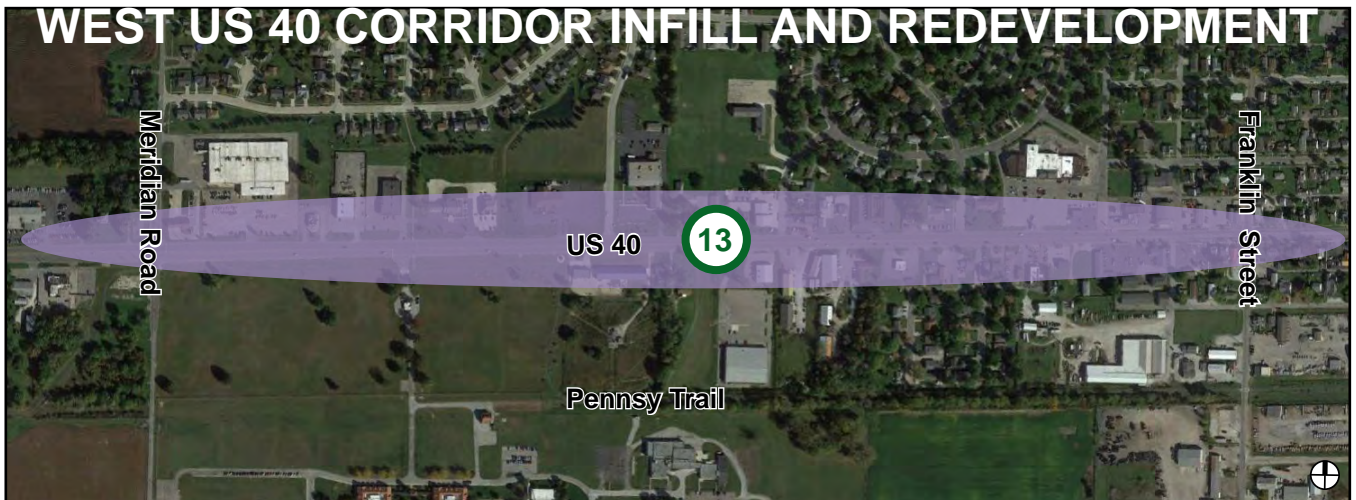 WEST US 40 CORRIDOR INFILL AND REDEVELOPMENT
Meridian Road
Franklin Street
US 40
13
Pennsy Trail